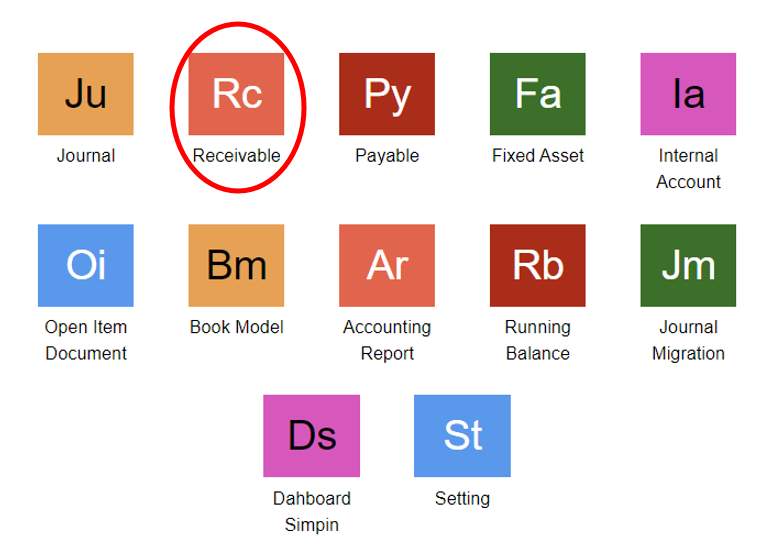 Ju Rc Py Fa Ia
Journal Receivable Payable Fixed Asset Internal
Account
Oi Bm Ar Rb Jm
Open Item Book Model Accounting Running Journal
Document Report Balance Migration
Ds St
Dahboard Setting
Simpin